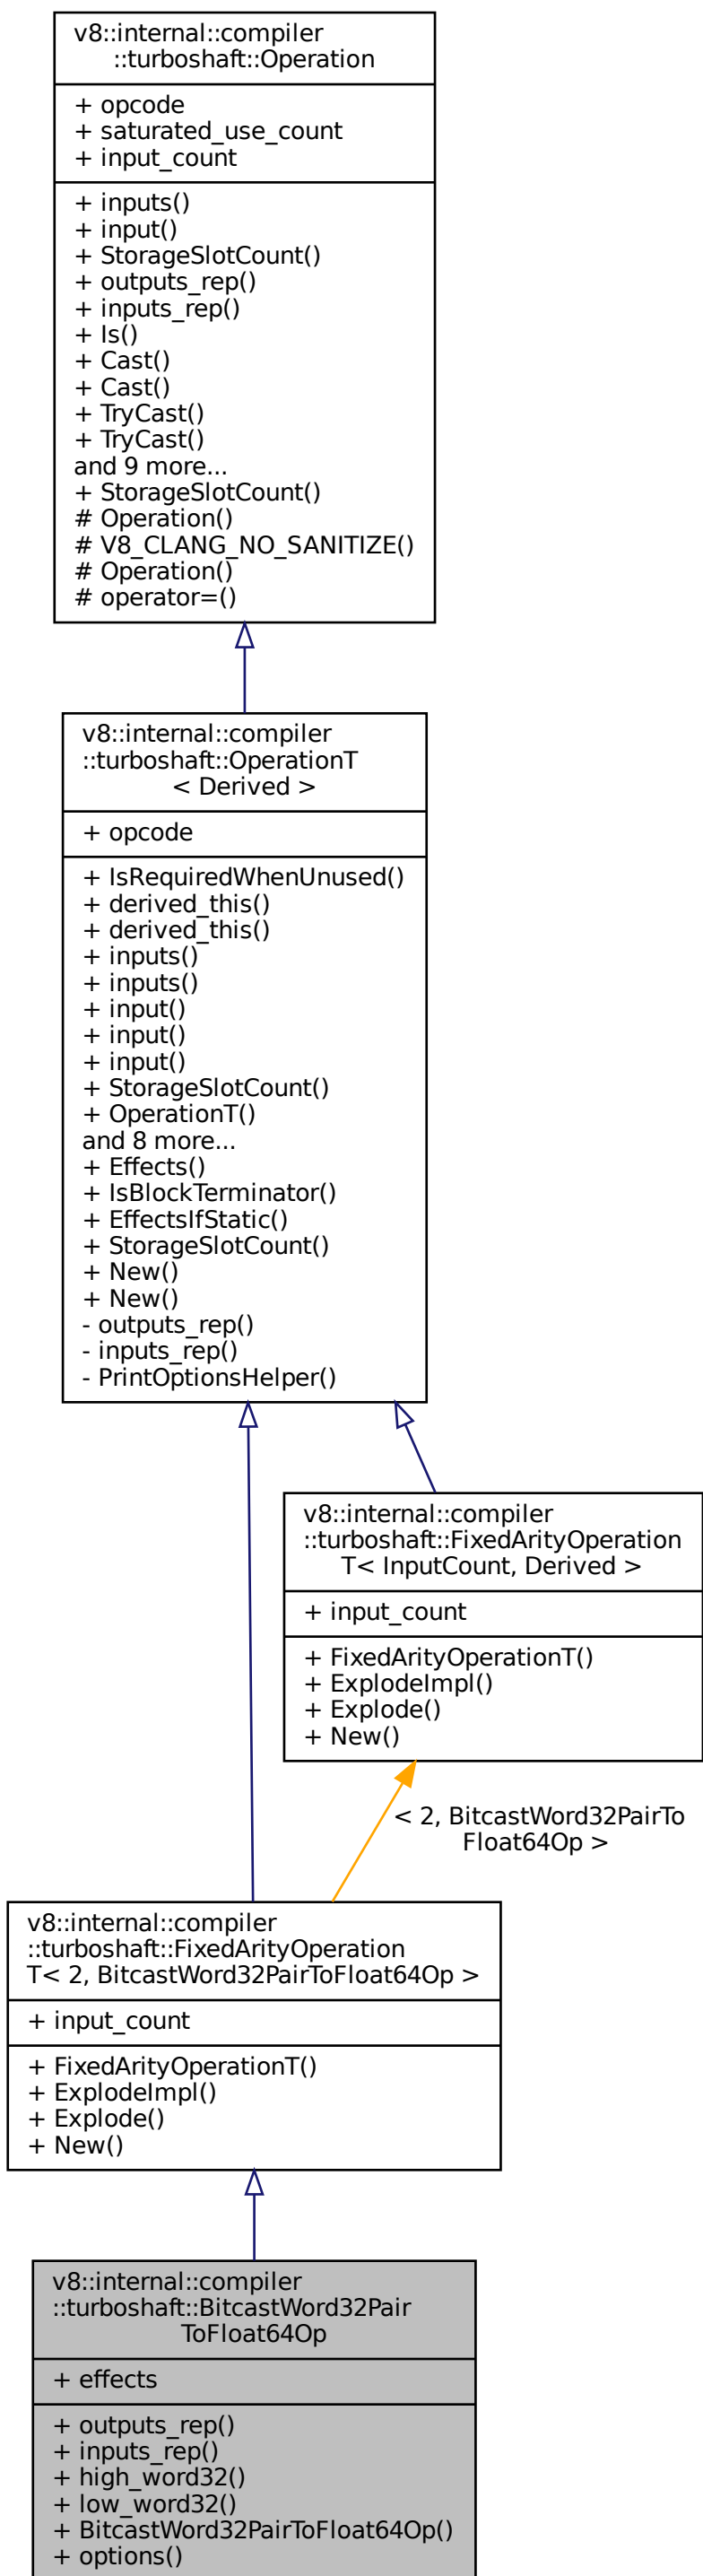 v8::internal::compiler
::turboshaft::Operation
+ opcode
+ saturated_use_count
+ input_count
+ inputs()
+ input()
+ StorageSlotCount()
+ outputs_rep()
+ inputs_rep()
+ Is()
+ Cast()
+ Cast()
+ TryCast()
+ TryCast()
and 9 more...
+ StorageSlotCount()
# Operation()
# V8_CLANG_NO_SANITIZE()
# Operation()
# operator=()
v8::internal::compiler
::turboshaft::OperationT
< Derived >
+ opcode
+ IsRequiredWhenUnused()
+ derived_this()
+ derived_this()
+ inputs()
+ inputs()
+ input()
+ input()
+ input()
+ StorageSlotCount()
+ OperationT()
and 8 more...
+ Effects()
+ IsBlockTerminator()
+ EffectsIfStatic()
+ StorageSlotCount()
+ New()
+ New()
- outputs_rep()
- inputs_rep()
- PrintOptionsHelper()
v8::internal::compiler
::turboshaft::FixedArityOperation
T< InputCount, Derived >
+ input_count
+ FixedArityOperationT()
+ ExplodeImpl()
+ Explode()
+ New()
< 2, BitcastWord32PairTo
Float64Op >
v8::internal::compiler
::turboshaft::FixedArityOperation
T< 2, BitcastWord32PairToFloat64Op >
+ input_count
+ FixedArityOperationT()
+ ExplodeImpl()
+ Explode()
+ New()
v8::internal::compiler
::turboshaft::BitcastWord32Pair
ToFloat64Op
+ effects
+ outputs_rep()
+ inputs_rep()
+ high_word32()
+ low_word32()
+ BitcastWord32PairToFloat64Op()
+ options()